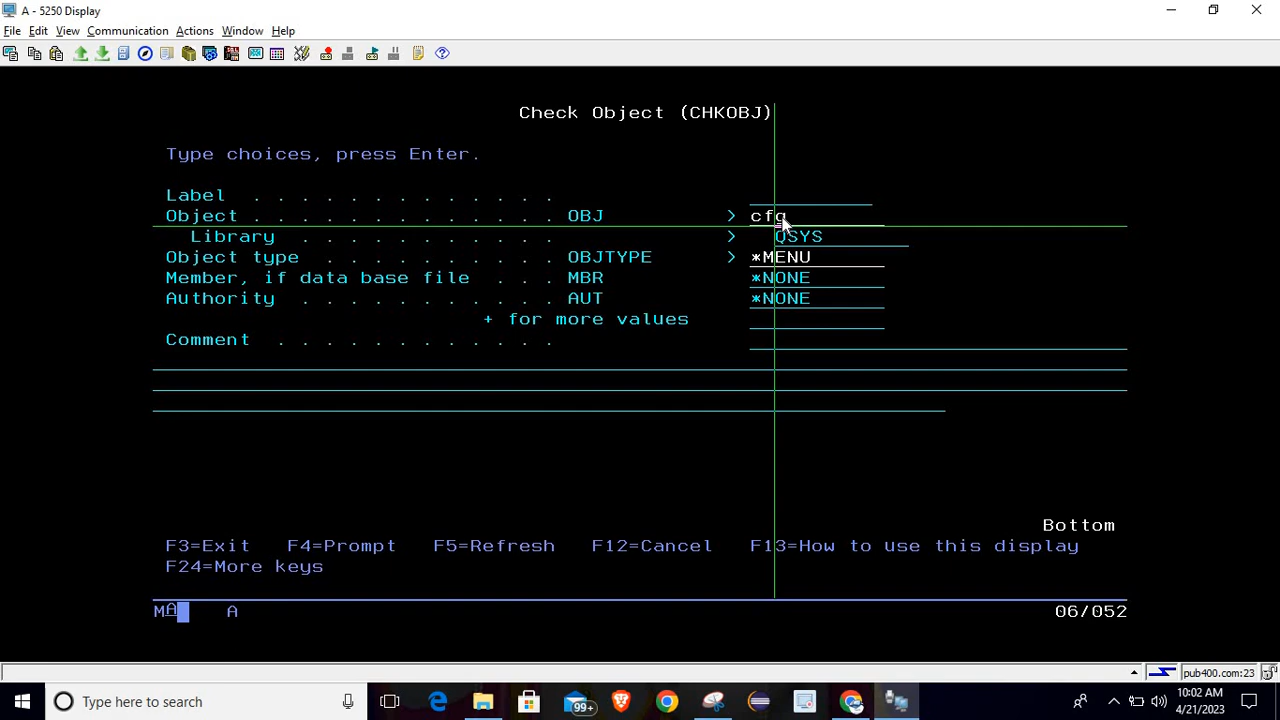 A - 5250 Display
File Edit View Communication Actions Window Help
Check Object (CHKOBJ)
Type choices, press Enter.
Label . . . . . . . . . . . . .
Object . . . . . . . . . . . . . OBJ > cfg
Library . . . . . . . . . . . > QSYS
Object type . . . . . . . . . . OBJTYPE > *MENU
Member, if data base file . . . MBR *NONE
Authority . . . . . . . . . . . AUT *NONE
+ for more values
Comment . . . . . . . . . . . .
Bottom
F3=Exit F4=Prompt F5=Refresh F12=Cancel F13=How to use this display
F24=More keys
MA A 06/052
pub400.com:23
Type here to search
99+
10:02 AM
4/21/2023